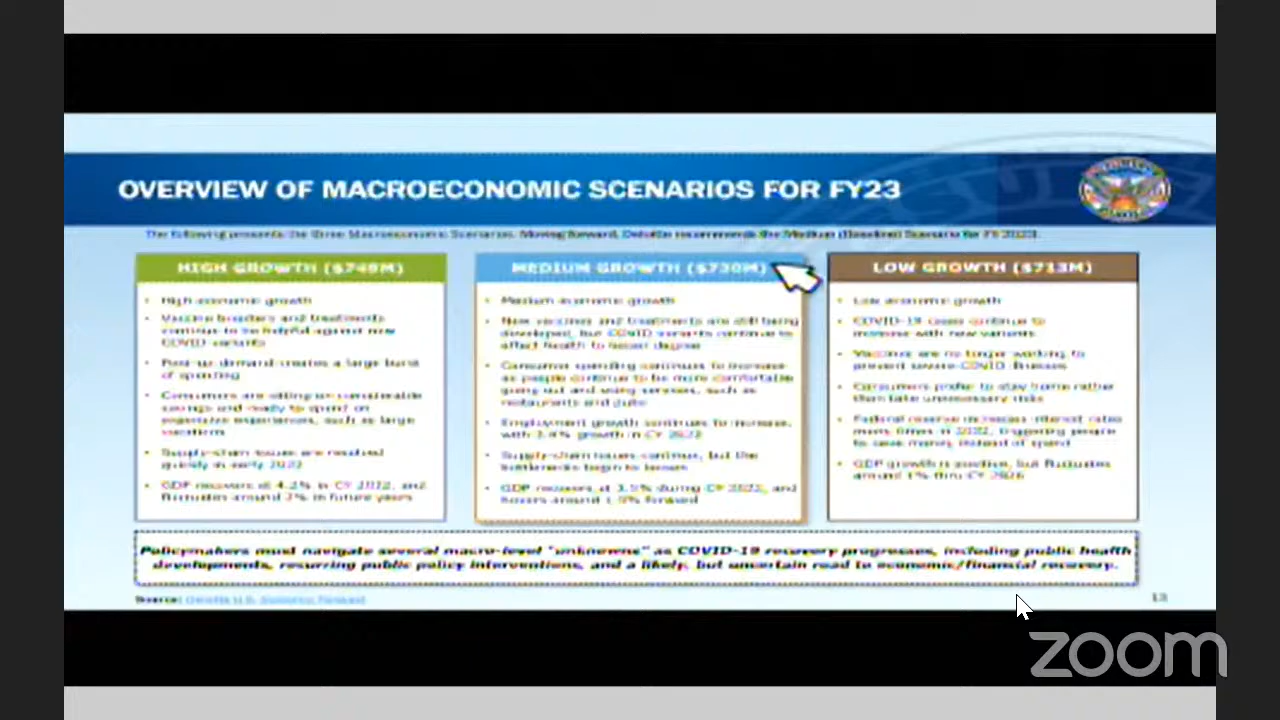 OVERVIEW OF MACROECONOMIC SCENARIOS FOR FY23
The following presents the three Macroeconomic Scenarios. Moving forward, Deloitte recommends the Medium (Baseline) Scenario for FY 2023.
HIGH GROWTH ($749M)
• High economic growth
• Vaccine boosters and treatments
continue to be helpful against new
COVID variants
• Pent-up demand creates a large burst
of spending
• Consumers are sitting on considerable
savings and ready to spend on
expensive experiences, such as large
vacations
• Supply-chain issues are resolved
quickly in early 2022
• GDP recovers at 4.2% in CY 2022, and
fluctuates around 2% in future years
MEDIUM GROWTH ($730M)
• Medium economic growth
• New vaccines and treatments are still being
developed, but COVID variants continue to
affect health to lesser degree
• Consumer spending continues to increase
as people continue to be more comfortable
going out and using services, such as
restaurants and pubs
• Employment growth continues to increase,
with growth in CY 2022
• Supply-chain issues continue, but the
bottlenecks begin to lessen
• GDP recovers at during CY 2022, and
hovers around forward
LOW GROWTH ($713M)
• Low economic growth
• COVID-19 cases continue to
increase with new variants
• Vaccines are no longer working to
prevent severe COVID illnesses
• Consumers prefer to stay home rather
than take unnecessary risks
• Federal reserve increases interest rates
many times in 2022, triggering people
to save money instead of spend
• GDP growth is positive, but fluctuates
around 1% thru CY 2026
Policymakers must navigate several macro-level "unknowns" as COVID-19 recovery progresses, including public health
developments, recurring public policy interventions, and a likely, but uncertain road to economic/financial recovery.
Source: Deloitte U.S. Economic Forecast
13
zoom